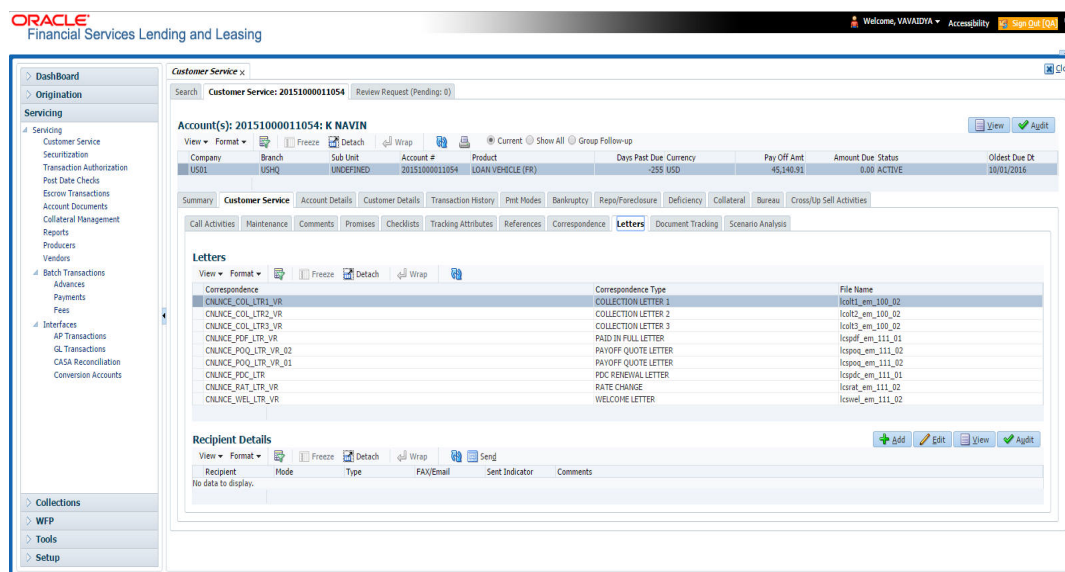 ORACLE
Financial Services Lending and Leasing
Welcome, VAVAIDYA Accessibility Sign Out [QA]
DashBoard
Origination
Servicing
Servicing
Customer Service
Securitization
Transaction Authorization
Post Date Checks
Escrow Transactions
Account Documents
Collateral Management
Reports
Producers
Vendors
Batch Transactions
Advances
Payments
Fees
Interfaces
AP Transactions
GL Transactions
CASA Reconciliation
Conversion Accounts
Collections
WFP
Tools
Setup
Customer Service x
Clo
Search Customer Service: 20151000011054 Review Request (Pending: 0)
Account(s): 20151000011054: K NAVIN
View Audit
View Format Freeze Detach Wrap Current Show All Group Follow-up
Company Branch Sub Unit Account # Product Days Past Due Currency Pay Off Amt Amount Due Status Oldest Due Dt
US01 USHQ UNDEFINED 20151000011054 LOAN VEHICLE (FR) -255 USD 45,140.91 0.00 ACTIVE 10/01/2016
Summary Customer Service Account Details Customer Details Transaction History Pmt Modes Bankruptcy Repo/Foreclosure Deficiency Collateral Bureau Cross/Up Sell Activities
Call Activities Maintenance Comments Promises Checklists Tracking Attributes References Correspondence Letters Document Tracking Scenario Analysis
Letters
View Format Freeze Detach Wrap
Correspondence Correspondence Type File Name
CNLNCE_COL_LTR1_VR COLLECTION LETTER 1 lcolt1_em_100_02
CNLNCE_COL_LTR2_VR COLLECTION LETTER 2 lcolt2_em_100_02
CNLNCE_COL_LTR3_VR COLLECTION LETTER 3 lcolt3_em_100_02
CNLNCE_PDF_LTR_VR PAID IN FULL LETTER lcspdf_em_111_01
CNLNCE_POQ_LTR_VR_02 PAYOFF QUOTE LETTER lcspoq_em_111_02
CNLNCE_POQ_LTR_VR_01 PAYOFF QUOTE LETTER lcspoq_em_111_02
CNLNCE_PDC_LTR PDC RENEWAL LETTER lcspdc_em_111_01
CNLNCE_RAT_LTR_VR RATE CHANGE lcsrat_em_111_02
CNLNCE_WEL_LTR_VR WELCOME LETTER lcswel_em_111_02
Recipient Details
Add Edit View Audit
View Format Freeze Detach Wrap Send
Recipient Mode Type FAX/Email Sent Indicator Comments
No data to display.